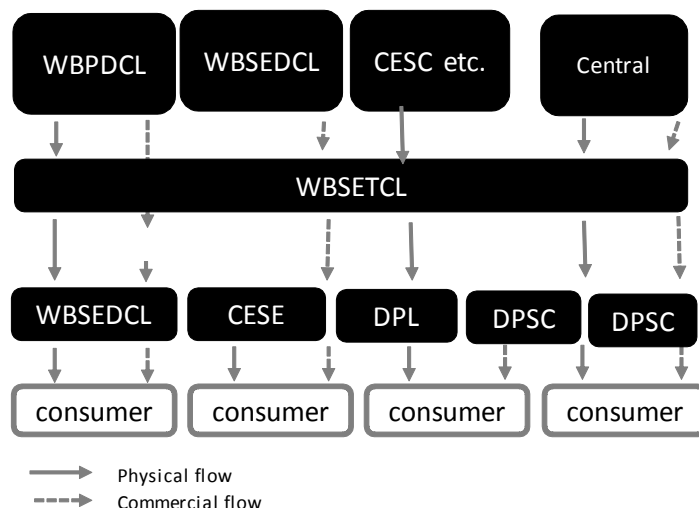 WBPDCL
WBSEDCL
CESC etc.
Central
WBSETCL
WBSEDCL
CESE
DPL
DPSC
DPSC
consumer
consumer
consumer
consumer
Physical flow
Commercial flow